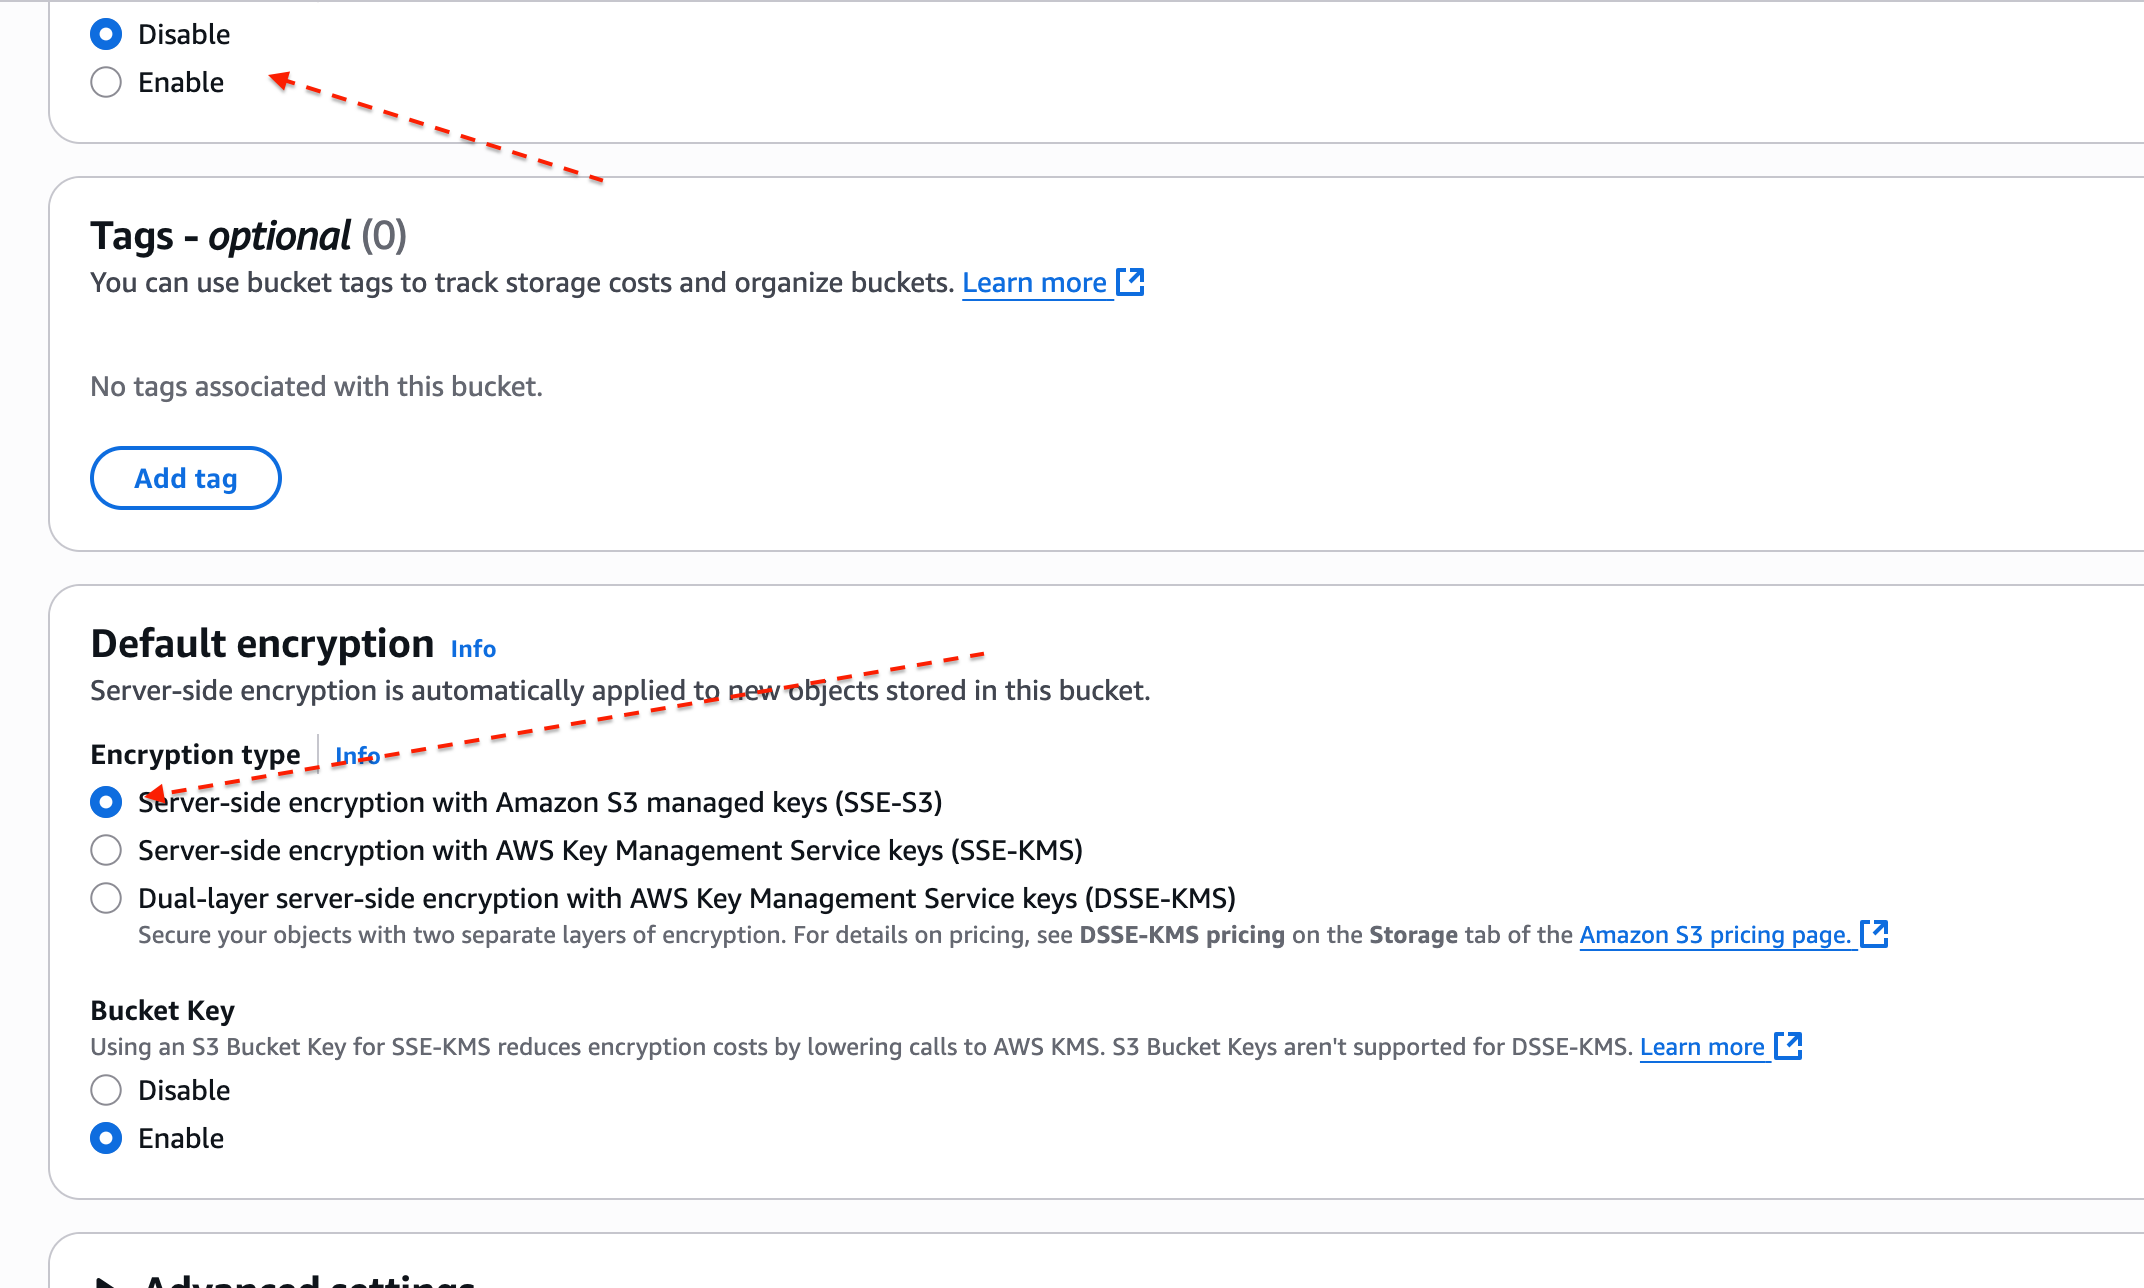 Disable
Enable
Tags - optional (0)
You can use bucket tags to track storage costs and organize buckets. Learn more
No tags associated with this bucket.
Add tag
Default encryption Info
Server-side encryption is automatically applied to new objects stored in this bucket.
Encryption type Info
Server-side encryption with Amazon S3 managed keys (SSE-S3)
Server-side encryption with AWS Key Management Service keys (SSE-KMS)
Dual-layer server-side encryption with AWS Key Management Service keys (DSSE-KMS)
Secure your objects with two separate layers of encryption. For details on pricing, see DSSE-KMS pricing on the Storage tab of the Amazon S3 pricing page.
Bucket Key
Using an S3 Bucket Key for SSE-KMS reduces encryption costs by lowering calls to AWS KMS. S3 Bucket Keys aren't supported for DSSE-KMS. Learn more
Disable
Enable
Advanced settings